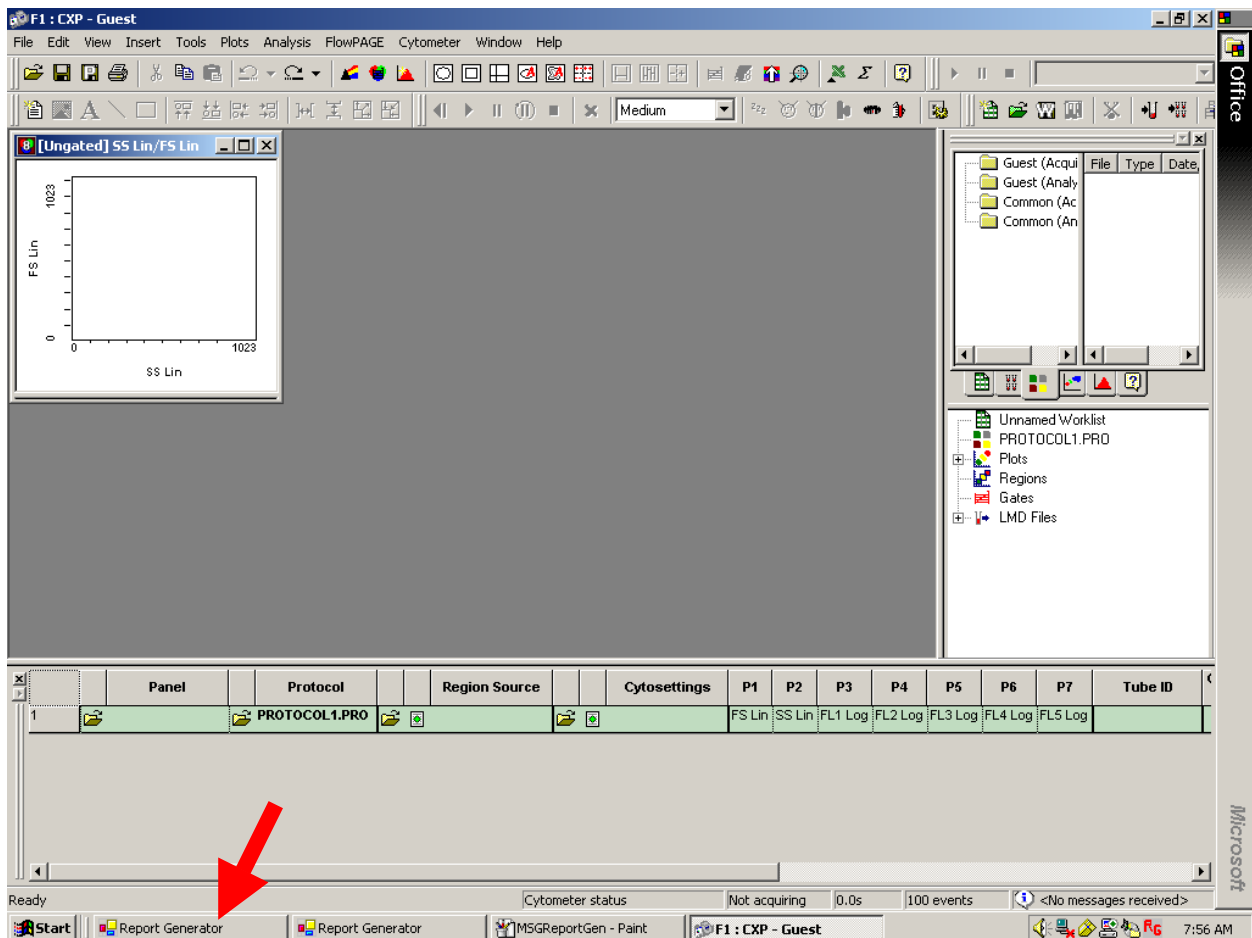 F1 : CXP - Guest
File Edit View Insert Tools Plots Analysis FlowPAGE Cytometer Window Help
Medium
Office
[Ungated] SS Lin/FS Lin
1023
FS Lin
0
0 1023
SS Lin
Guest (Acqui
Guest (Analy
Common (Ac
Common (An
File Type Date,
Unnamed Worklist
PROTOCOL1.PRO
Plots
Regions
Gates
LMD Files
Panel Protocol Region Source Cytosettings P1 P2 P3 P4 P5 P6 P7 Tube ID
1 PROTOCOL1.PRO FS Lin SS Lin FL1 Log FL2 Log FL3 Log FL4 Log FL5 Log
Microsoft
Ready Cytometer status Not acquiring 0.0s 100 events <No messages received>
Start Report Generator Report Generator MSGReportGen - Paint F1 : CXP - Guest RG 7:56 AM